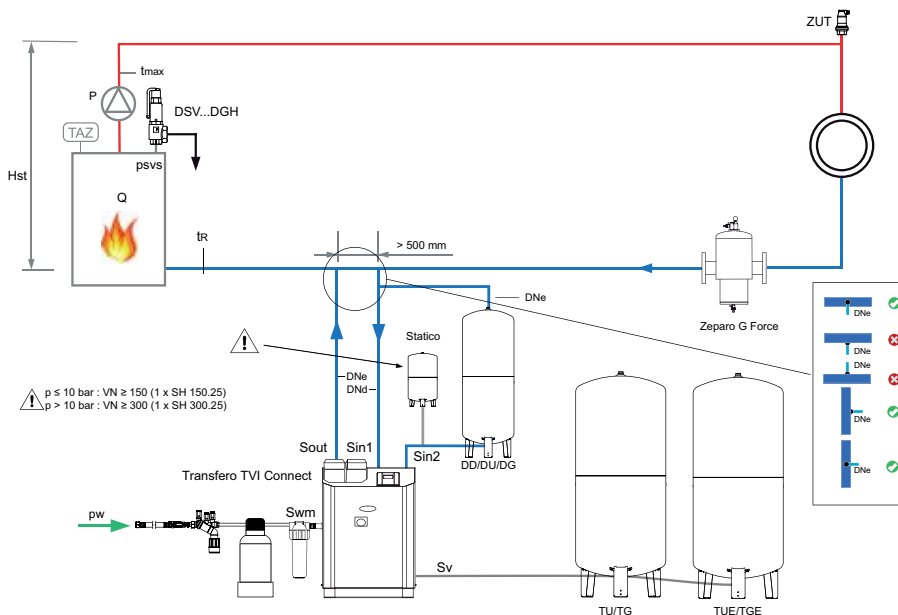 ZUT
tmax
P
DSV...DGH
TAZ
psvs
Hst
Q
tR
> 500 mm
DNe
Zeparo G Force
Statico
DNe
DNe
DNe
DNe
DNe
DNe
DNd
p ≤ 10 bar : VN ≥ 150 (1 x SH 150.25)
p > 10 bar : VN ≥ 300 (1 x SH 300.25)
Sout
Sin1
Sin2
DD/DU/DG
Transfero TVI Connect
pw
Swm
Sv
TU/TG
TUE/TGE